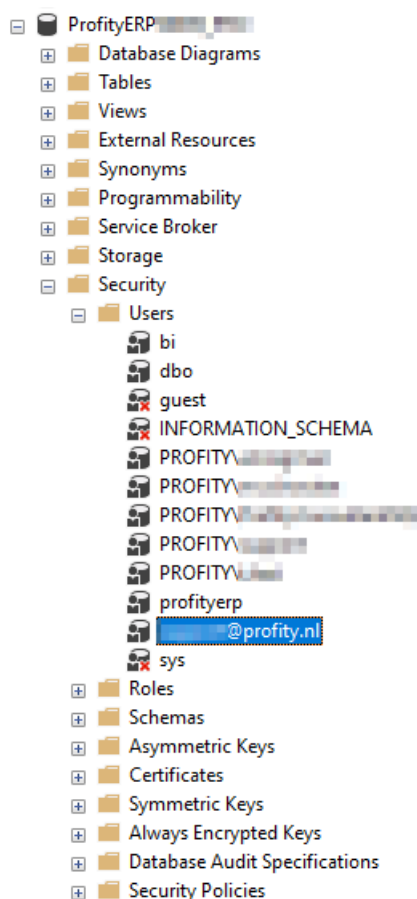 ProfityERP
Database Diagrams
Tables
Views
External Resources
Synonyms
Programmability
Service Broker
Storage
Security
Users
bi
dbo
guest
INFORMATION_SCHEMA
PROFITY\
PROFITY\
PROFITY\
PROFITY\
PROFITY\
profityerp
@profity.nl
sys
Roles
Schemas
Asymmetric Keys
Certificates
Symmetric Keys
Always Encrypted Keys
Database Audit Specifications
Security Policies